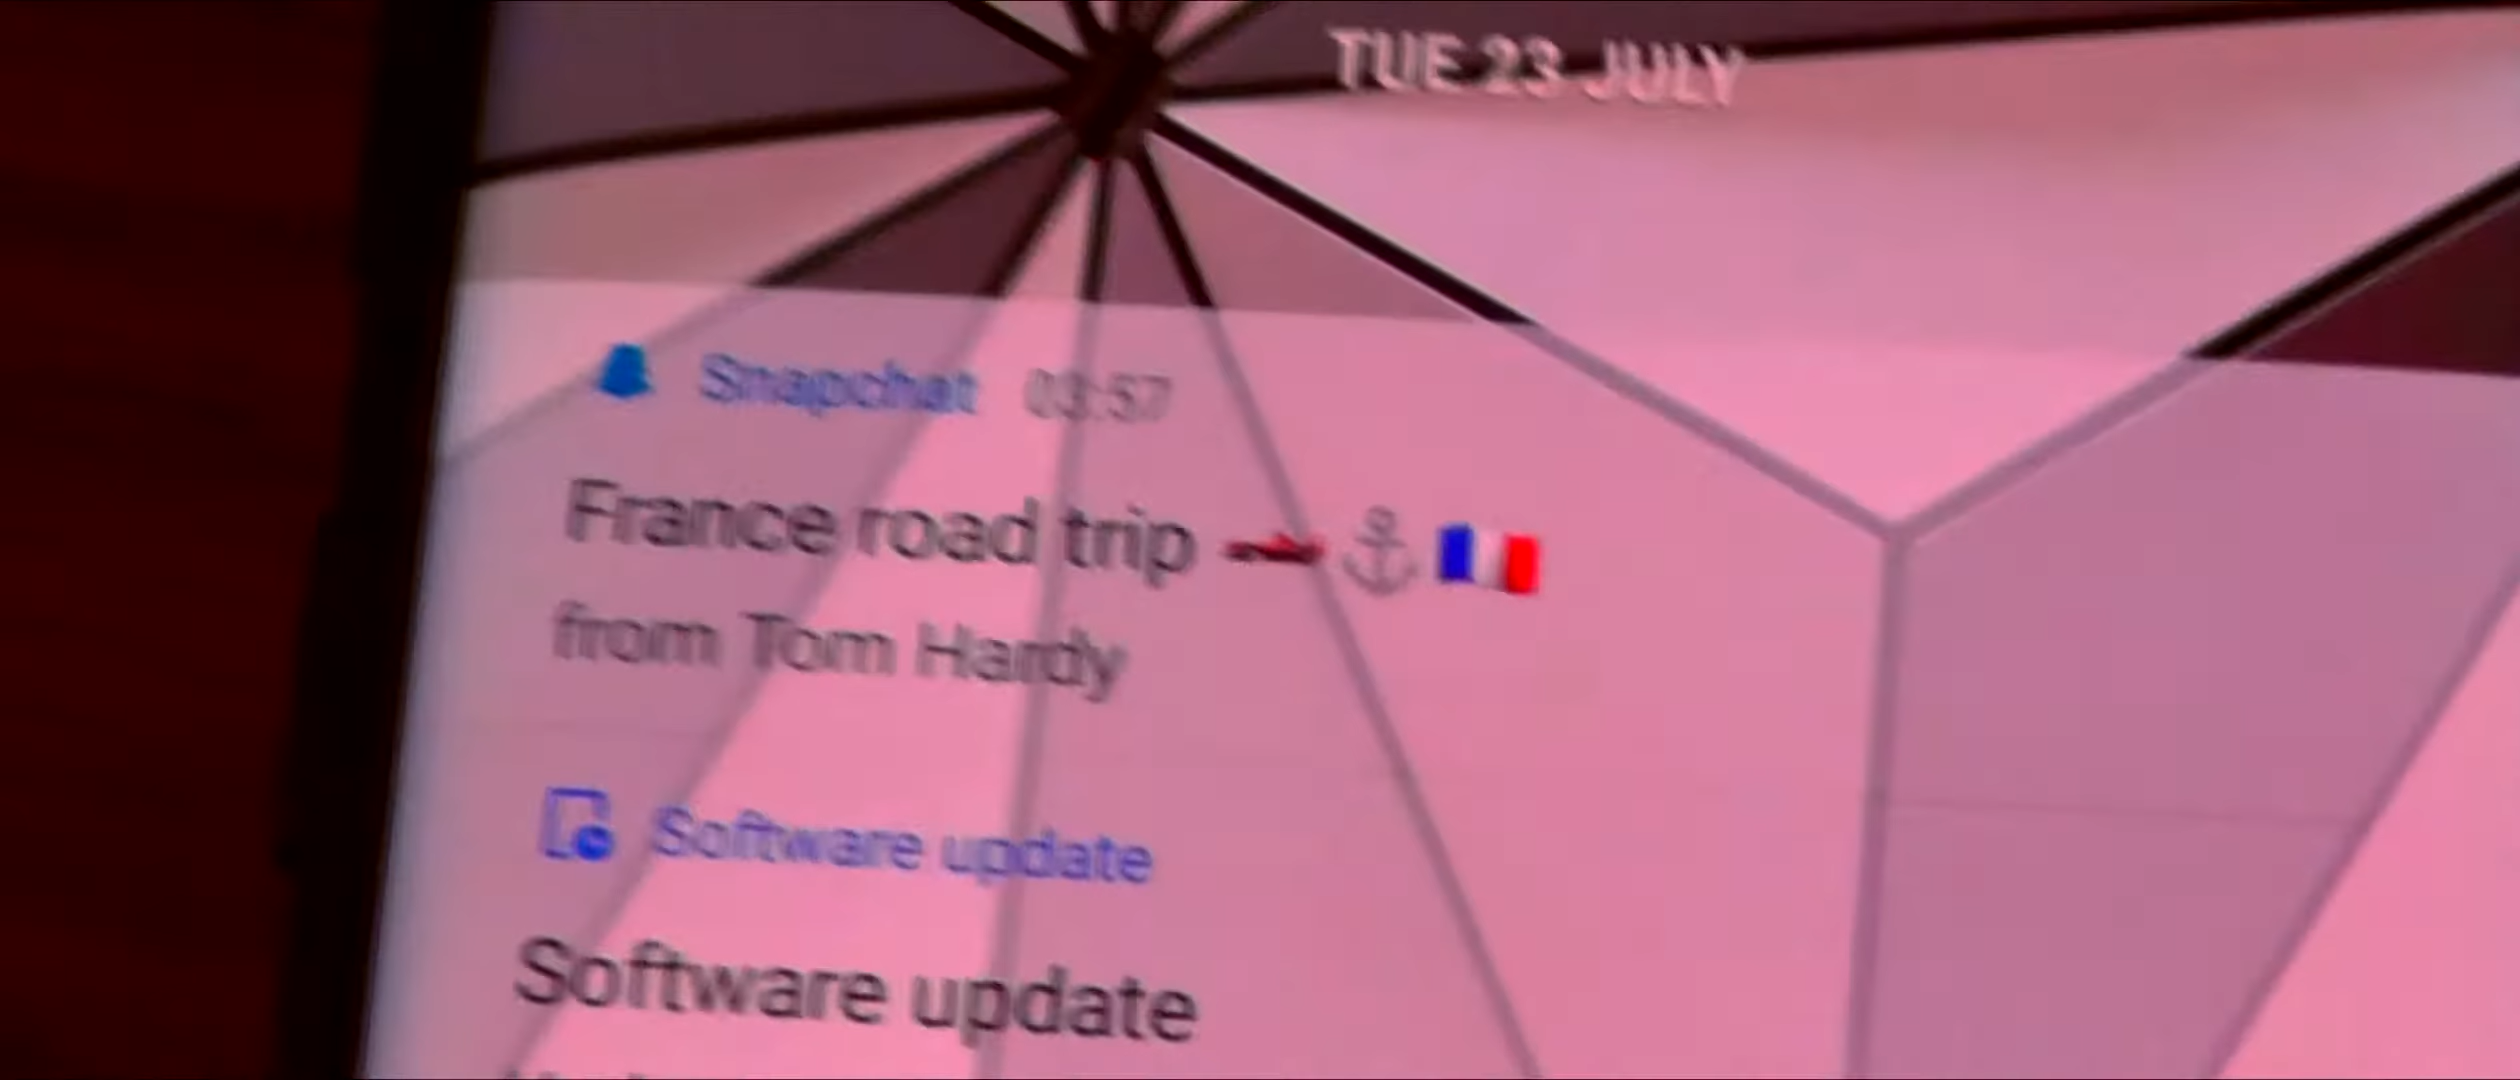 TUE 23 JULY
Snapchat 03:57
France road trip 🏎️⚓🇫🇷
from Tom Hardy
Software update
Software update